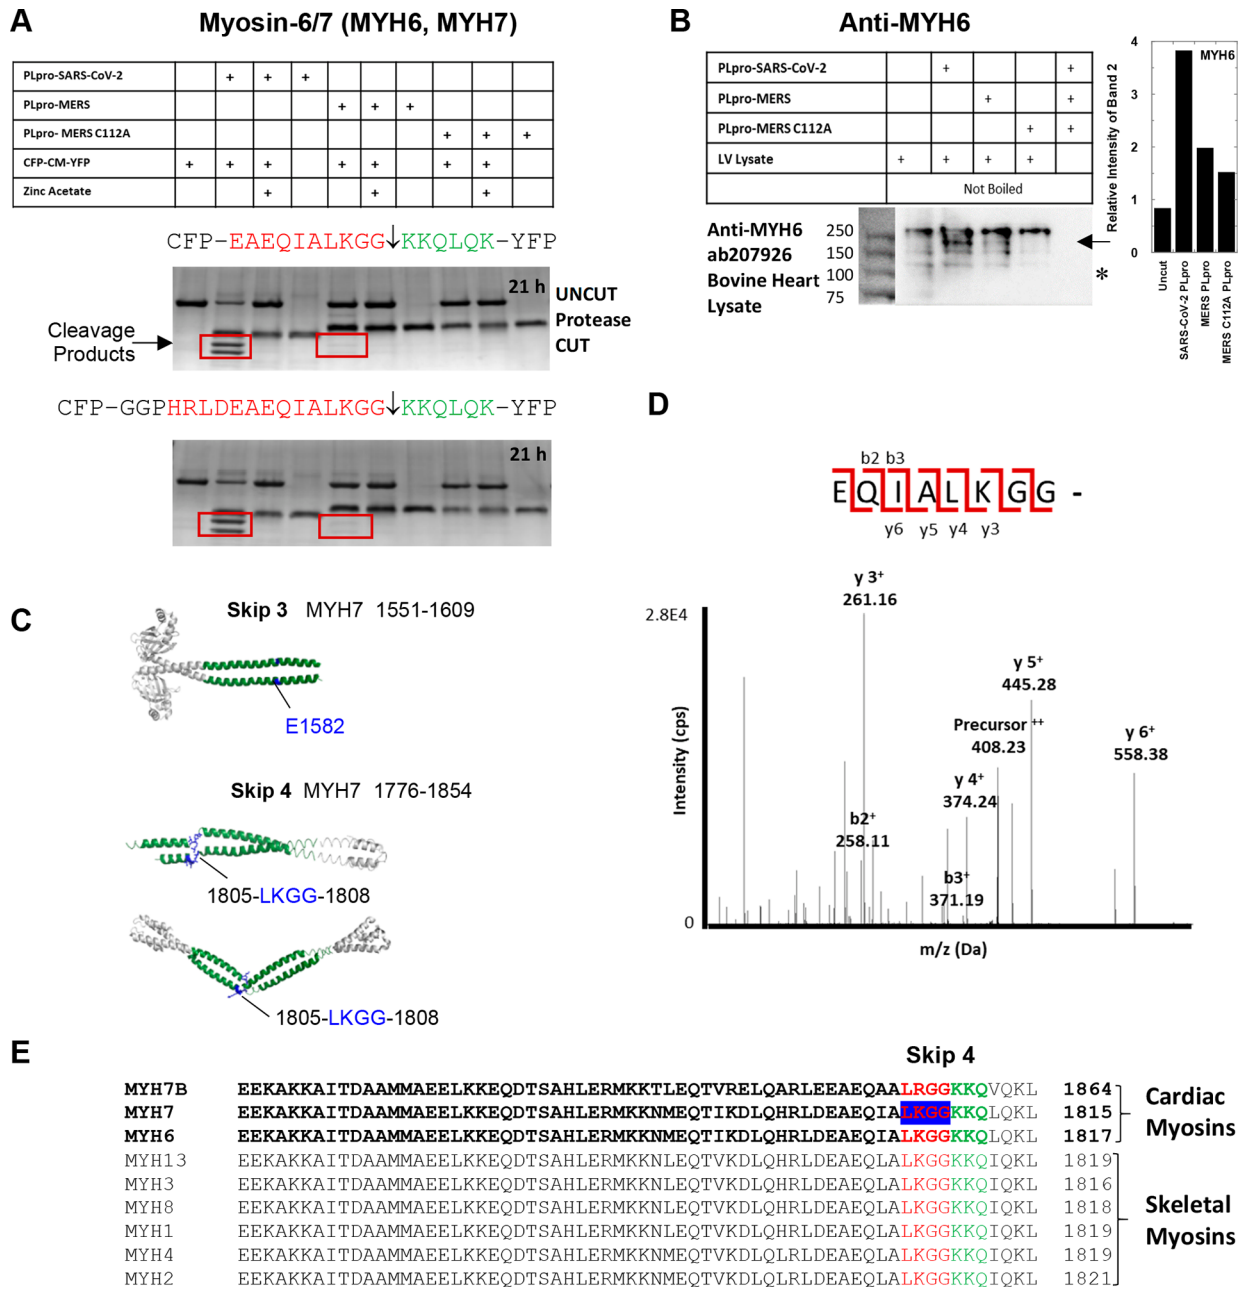 A
Myosin-6/7 (MYH6, MYH7)
PLpro-SARS-CoV-2 + + +
PLpro-MERS + + +
PLpro- MERS C112A + + +
CFP-CM-YFP + + + + + + +
Zinc Acetate + + +
CFP-EAEQIALKGG↓KKQLQK-YFP
21 h
UNCUT
Protease
CUT
Cleavage
Products
CFP-GGPHRLDEAEQIALKGG↓KKQLQK-YFP
21 h
B
Anti-MYH6
PLpro-SARS-CoV-2 + +
PLpro-MERS + +
PLpro-MERS C112A + +
LV Lysate + + + +
Not Boiled
Anti-MYH6
ab207926
Bovine Heart
Lysate
250
150
100
75
*
MYH6
Relative Intensity of Band 2
4
3
2
1
0
Uncut
SARS-CoV-2 PLpro
MERS PLpro
MERS C112A PLpro
C
Skip 3 MYH7 1551-1609
E1582
Skip 4 MYH7 1776-1854
1805-LKGG-1808
1805-LKGG-1808
D
b2 b3
EQIALKGG -
y6 y5 y4 y3
2.8E4
0
Intensity (cps)
m/z (Da)
y 3+
261.16
y 5+
445.28
Precursor ++
408.23
y 6+
558.38
y 4+
374.24
b2+
258.11
b3+
371.19
E
Skip 4
MYH7B EEKAKKAITDAAMMAEELKKEQDTSAHLERMKKTLEQTVRELQARLEEAEQAALRGGKKQVQKL 1864
MYH7 EEKAKKAITDAAMMAEELKKEQDTSAHLERMKKNMEQTIKDLQHRLDEAEQIALKGGKKQLQKL 1815
MYH6 EEKAKKAITDAAMMAEELKKEQDTSAHLERMKKNMEQTIKDLQHRLDEAEQIALKGGKKQLQKL 1817
MYH13 EEKAKKAITDAAMMAEELKKEQDTSAHLERMKKNLEQTVKDLQHRLDEAEQLALKGGKKQIQKL 1819
MYH3 EEKAKKAITDAAMMAEELKKEQDTSAHLERMKKNLEQTVKDLQHRLDEAEQLALKGGKKQIQKL 1816
MYH8 EEKAKKAITDAAMMAEELKKEQDTSAHLERMKKNLEQTVKDLQHRLDEAEQLALKGGKKQIQKL 1818
MYH1 EEKAKKAITDAAMMAEELKKEQDTSAHLERMKKNLEQTVKDLQHRLDEAEQLALKGGKKQIQKL 1819
MYH4 EEKAKKAITDAAMMAEELKKEQDTSAHLERMKKNLEQTVKDLQHRLDEAEQLALKGGKKQIQKL 1819
MYH2 EEKAKKAITDAAMMAEELKKEQDTSAHLERMKKNMEQTVKDLQLRLDEAEQLALKGGKKQIQKL 1821
Cardiac
Myosins
Skeletal
Myosins